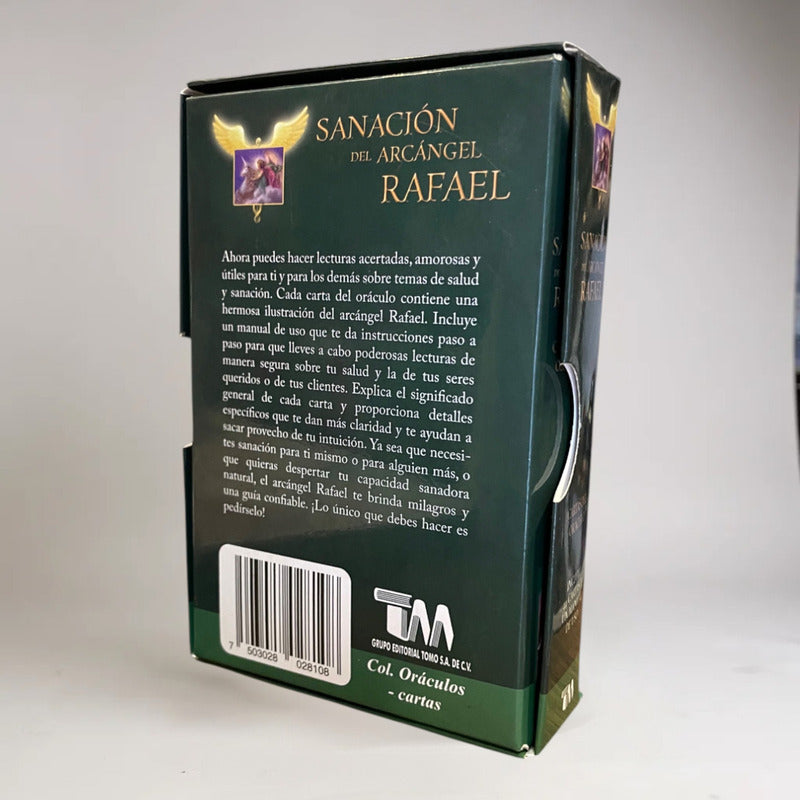 SANACIÓN
DEL ARCÁNGEL
RAFAEL
Ahora puedes hacer lecturas acertadas, amorosas y
útiles para ti y para los demás sobre temas de salud
y sanación. Cada carta del oráculo contiene una
hermosa ilustración del arcángel Rafael. Incluye
un manual de uso que te da instrucciones paso a
paso para que lleves a cabo poderosas lecturas de
manera segura sobre tu salud y la de tus seres
queridos o de tus clientes. Explica el significado
general de cada carta y proporciona detalles
específicos que te dan más claridad y te ayudan a
sacar provecho de tu intuición. Ya sea que necesi-
tes sanación para ti mismo o para alguien más, o
que quieras despertar tu capacidad sanadora
natural, el arcángel Rafael te brinda milagros y
una guía confiable. ¡Lo único que debes hacer es
pedírselo!
7 503028 028108
TM
GRUPO EDITORIAL TOMO S.A. DE C.V.
Col. Oráculos
- cartas
SANACIÓN
DEL ARCÁNGEL
RAFAEL
TM